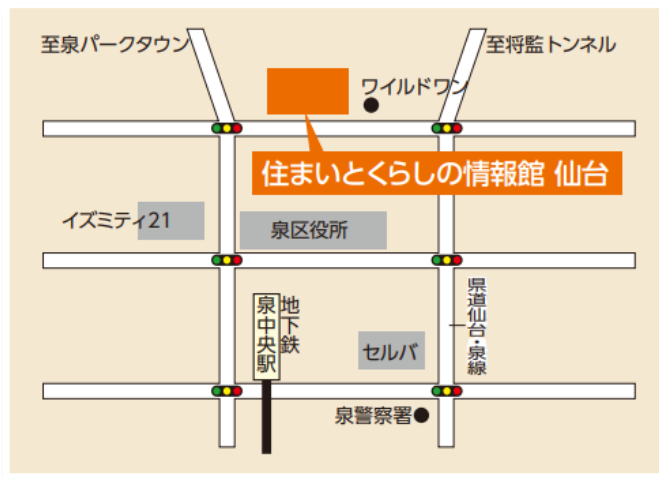 至泉パークタウン
至将監トンネル
ワイルドワン
住まいとくらしの情報館 仙台
イズミティ21
泉区役所
地下鉄
泉中央駅
県道仙台・泉線
セルバ
泉警察署